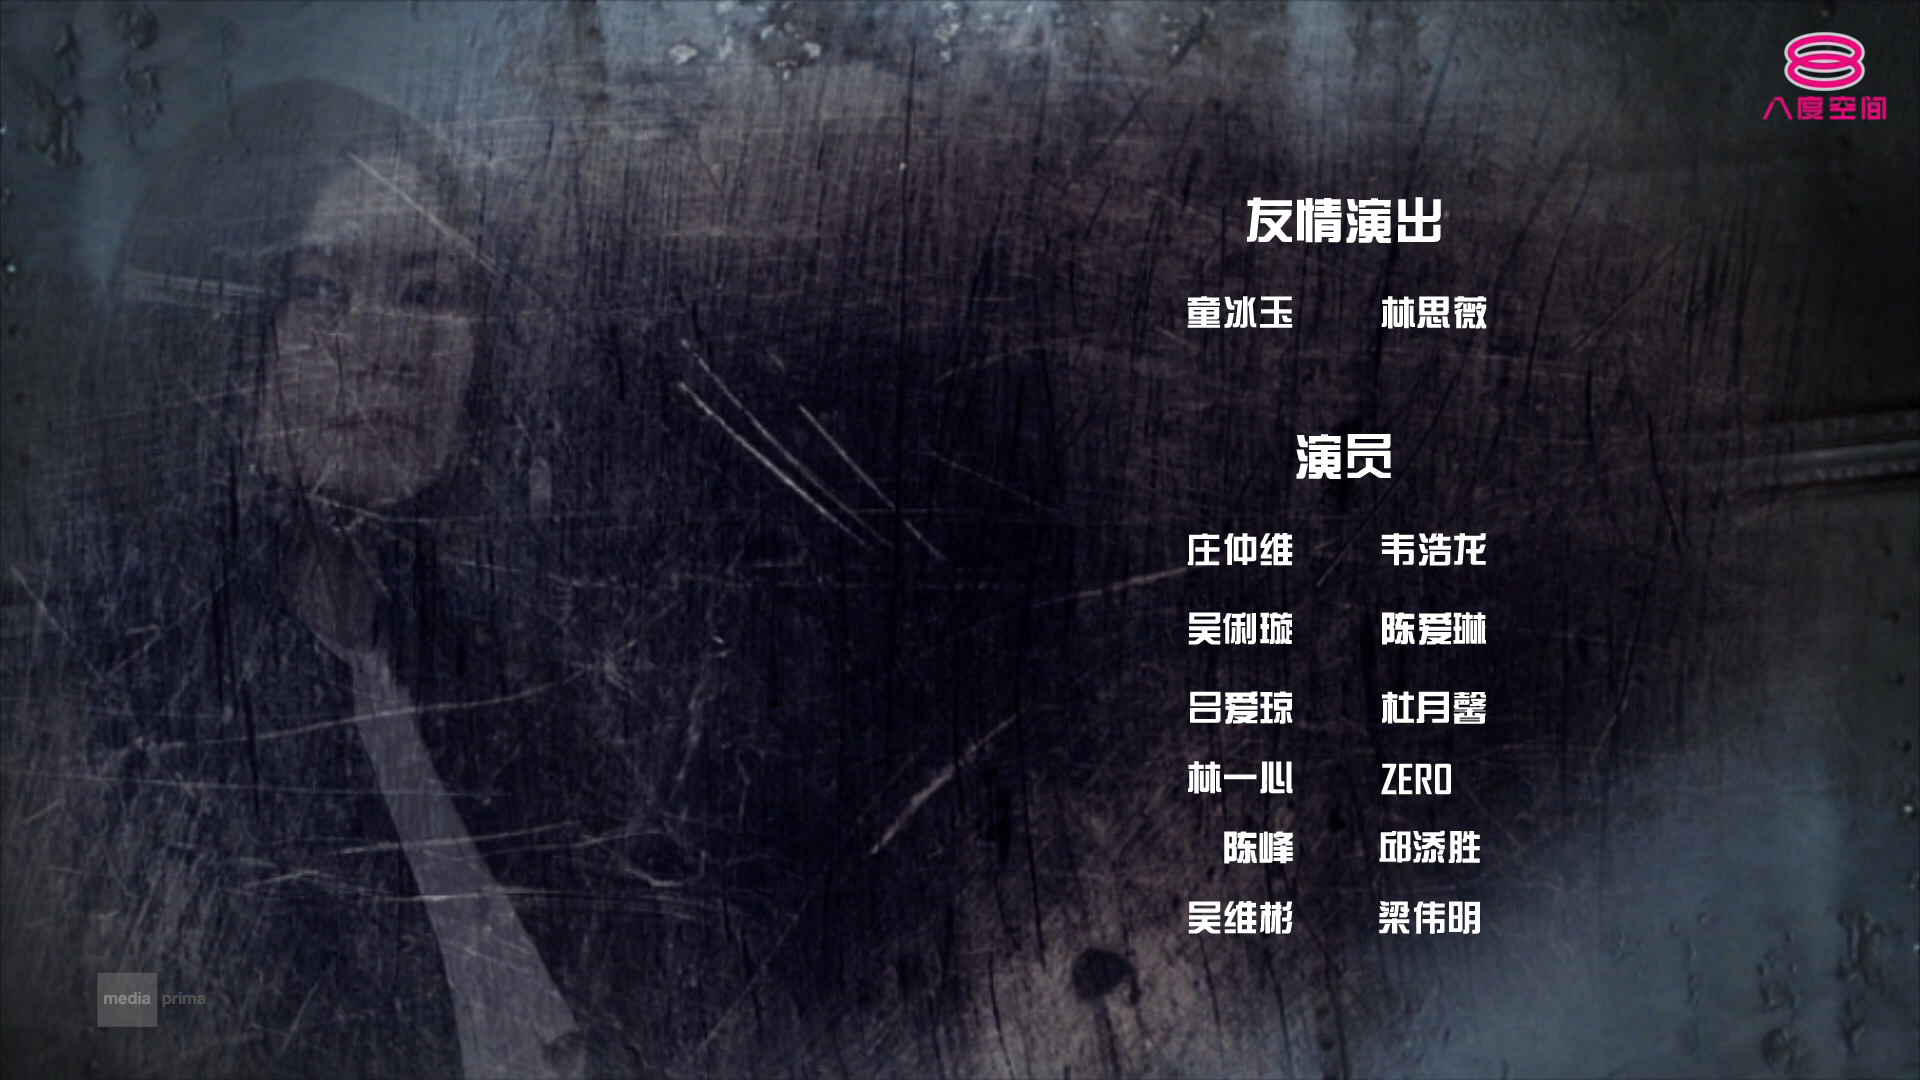 八度空间
友情演出
童冰玉 林思薇
演员
庄仲维 韦浩龙
吴俐璇 陈爱琳
吕爱琼 杜月馨
林一心 ZERO
陈峰 邱添胜
吴维彬 梁伟明
media prima